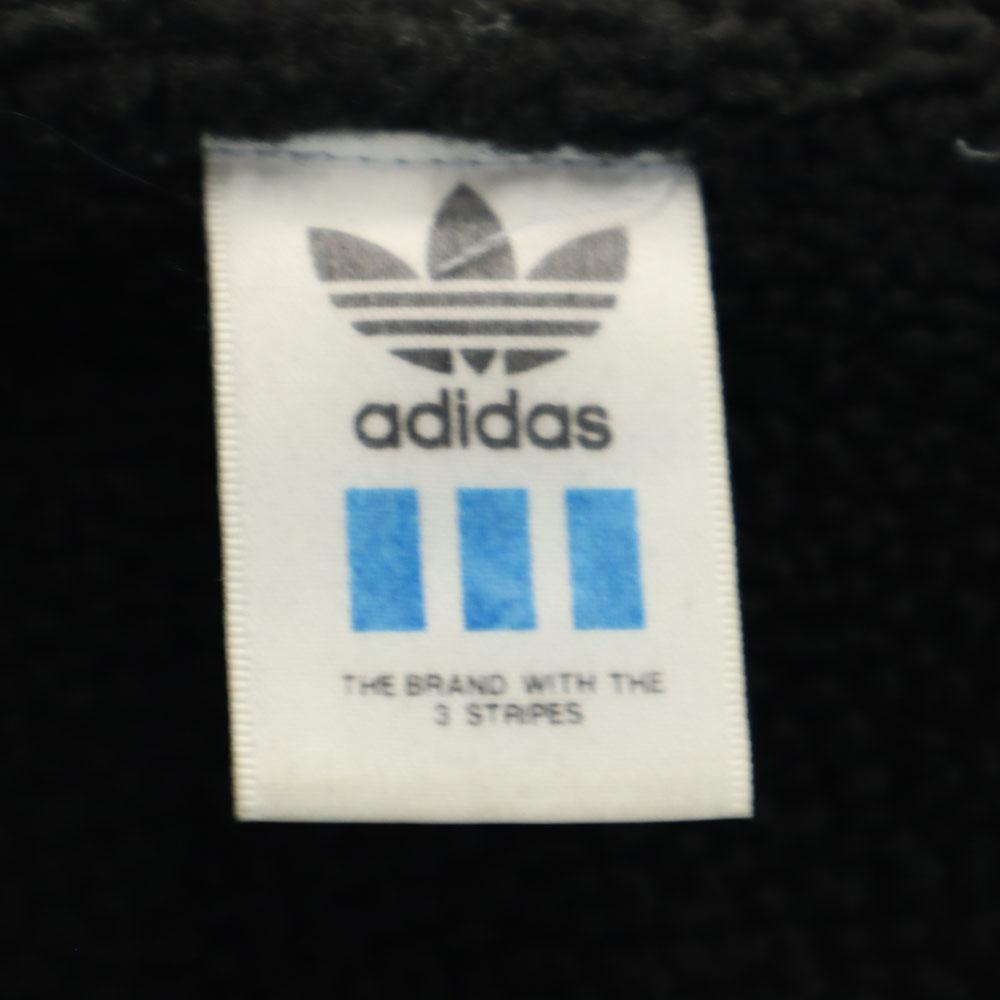 adidas
THE BRAND WITH THE
3 STRIPES